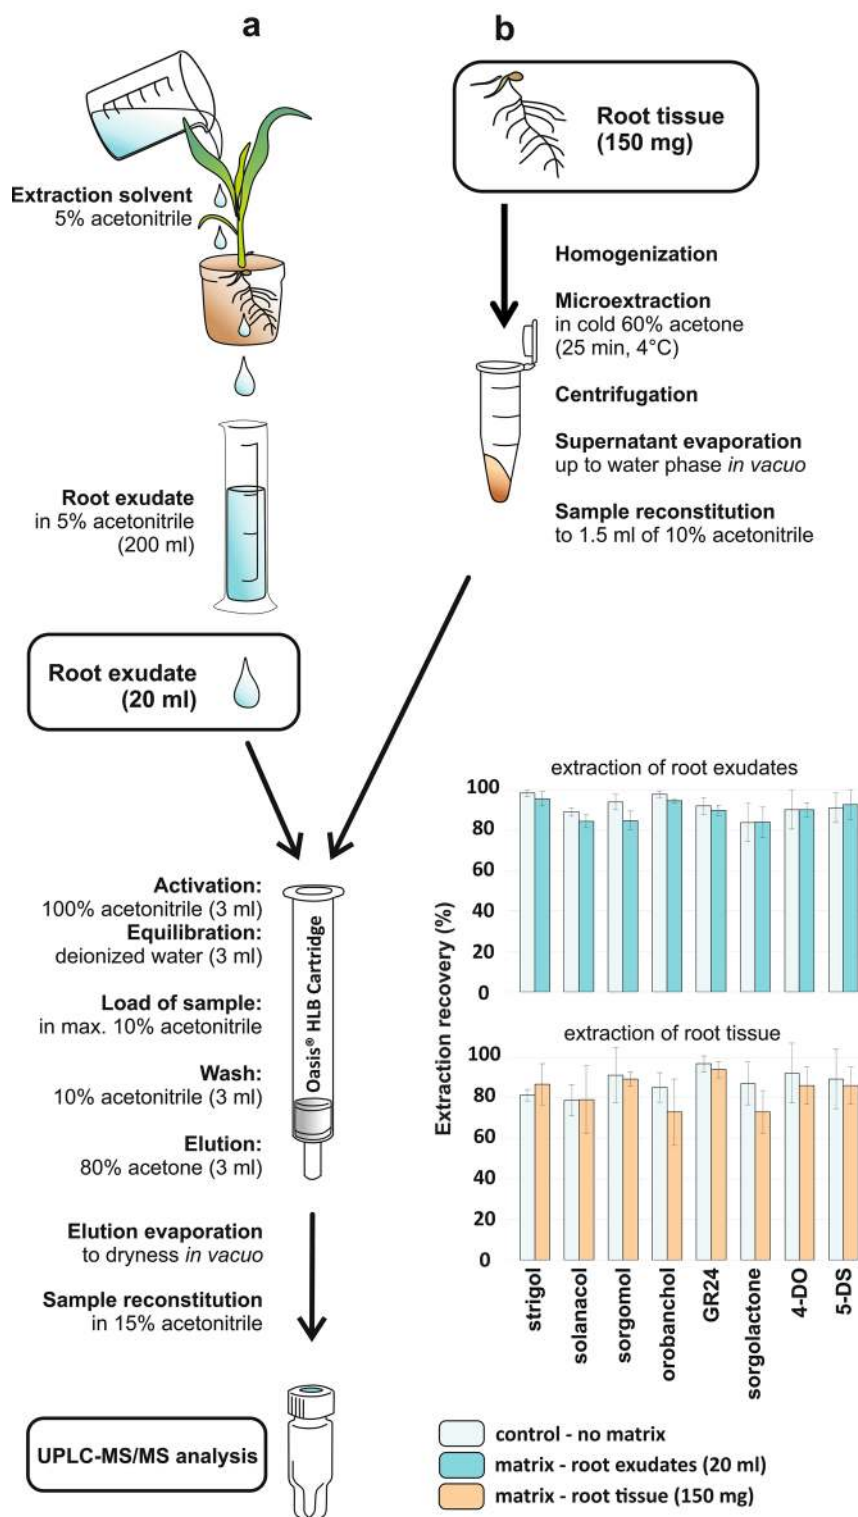 a
Extraction solvent
5% acetonitrile
Root exudate
in 5% acetonitrile
(200 ml)
Root exudate
(20 ml)
b
Root tissue
(150 mg)
Homogenization
Microextraction
in cold 60% acetone
(25 min, 4°C)
Centrifugation
Supernatant evaporation
up to water phase in vacuo
Sample reconstitution
to 1.5 ml of 10% acetonitrile
Activation:
100% acetonitrile (3 ml)
Equilibration:
deionized water (3 ml)
Load of sample:
in max. 10% acetonitrile
Wash:
10% acetonitrile (3 ml)
Elution:
80% acetone (3 ml)
Oasis® HLB Cartridge
Elution evaporation
to dryness in vacuo
Sample reconstitution
in 15% acetonitrile
UPLC-MS/MS analysis
Extraction recovery (%)
extraction of root exudates
100
80
60
40
20
0
extraction of root tissue
100
80
60
40
20
0
strigol
solanacol
sorgomol
orobanchol
GR24
sorgolactone
4-DO
5-DS
control - no matrix
matrix - root exudates (20 ml)
matrix - root tissue (150 mg)